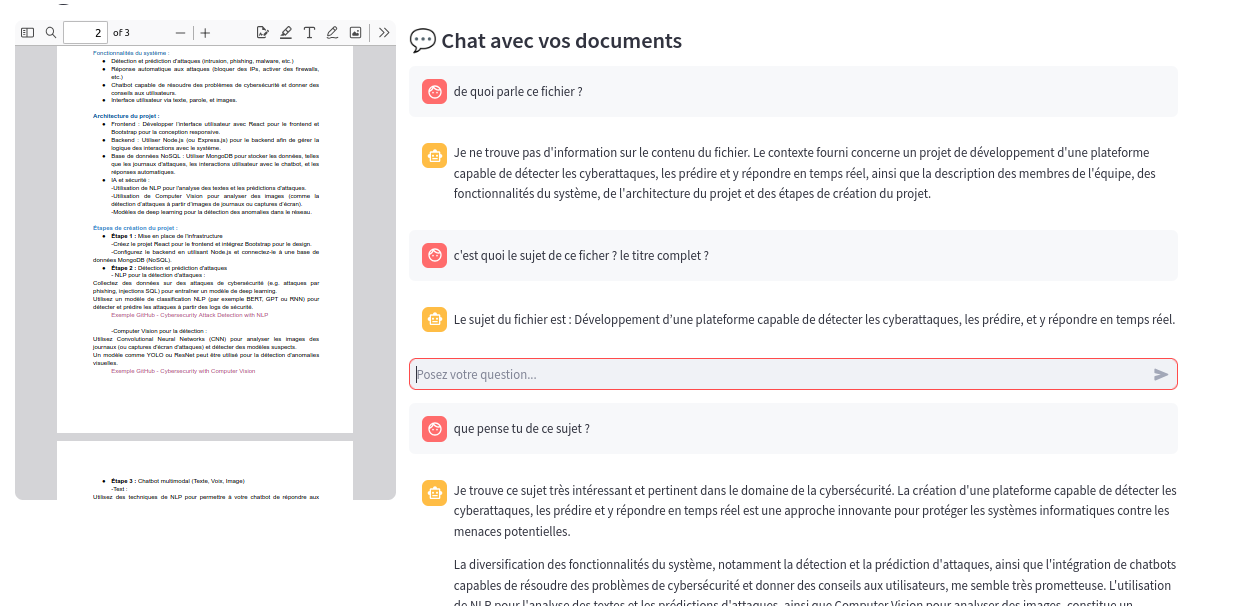 2 of 3
Fonctionnalités du système :
● Détection et prédiction d'attaques (intrusion, phishing, malware, etc.)
● Réponse automatique aux attaques (bloquer des IPs, activer des firewalls,
etc.)
● Chatbot capable de résoudre des problèmes de cybersécurité et donner des
conseils aux utilisateurs.
● Interface utilisateur via texte, parole, et images.
Architecture du projet :
● Frontend : Développer l'interface utilisateur avec React pour le frontend et
Bootstrap pour la conception responsive.
● Backend : Utiliser Node.js (ou Express.js) pour le backend afin de gérer la
logique des interactions avec le système.
● Base de données NoSQL : Utiliser MongoDB pour stocker les données, telles
que les journaux d'attaques, les interactions utilisateur avec le chatbot, et les
réponses automatiques.
● IA et sécurité :
-Utilisation de NLP pour l'analyse des textes et les prédictions d'attaques.
-Utilisation de Computer Vision pour analyser des images (comme la
détection d'attaques à partir d'images de journaux ou captures d'écran).
-Modèles de deep learning pour la détection des anomalies dans le réseau.
Étapes de création du projet :
● Étape 1 : Mise en place de l'infrastructure
-Créez le projet React pour le frontend et intégrez Bootstrap pour le design.
-Configurez le backend en utilisant Node.js et connectez-le à une base de
données MongoDB (NoSQL).
● Étape 2 : Détection et prédiction d'attaques
- NLP pour la détection d'attaques :
Collectez des données sur des attaques de cybersécurité (e.g. attaques par
phishing, injections SQL) pour entraîner un modèle de deep learning.
Utilisez un modèle de classification NLP (par exemple BERT, GPT ou RNN) pour
détecter et prédire les attaques à partir des logs de sécurité.
Exemple GitHub - Cybersecurity Attack Detection with NLP
-Computer Vision pour la détection :
Utilisez Convolutional Neural Networks (CNN) pour analyser les images des
journaux (ou captures d'écran d'attaques) et détecter des modèles suspects.
Un modèle comme YOLO ou ResNet peut être utilisé pour la détection d'anomalies
visuelles.
Exemple GitHub - Cybersecurity with Computer Vision
● Étape 3 : Chatbot multimodal (Texte, Vois, Image)
-Text :
Utilisez des techniques de NLP pour permettre à votre chatbot de répondre aux
Chat avec vos documents
de quoi parle ce fichier ?
Je ne trouve pas d'information sur le contenu du fichier. Le contexte fourni concerne un projet de développement d'une plateforme
capable de détecter les cyberattaques, les prédire et y répondre en temps réel, ainsi que la description des membres de l'équipe, des
fonctionnalités du système, de l'architecture du projet et des étapes de création du projet.
c'est quoi le sujet de ce ficher ? le titre complet ?
Le sujet du fichier est : Développement d'une plateforme capable de détecter les cyberattaques, les prédire, et y répondre en temps réel.
Posez votre question...
que pense tu de ce sujet ?
Je trouve ce sujet très intéressant et pertinent dans le domaine de la cybersécurité. La création d'une plateforme capable de détecter les
cyberattaques, les prédire et y répondre en temps réel est une approche innovante pour protéger les systèmes informatiques contre les
menaces potentielles.
La diversification des fonctionnalités du système, notamment la détection et la prédiction d'attaques, ainsi que l'intégration de chatbots
capables de résoudre des problèmes de cybersécurité et donner des conseils aux utilisateurs, me semble très prometteuse. L'utilisation
de NLP pour l'analyse des textes et les prédictions d'attaques, ainsi que Computer Vision pour analyser des images, constitue un